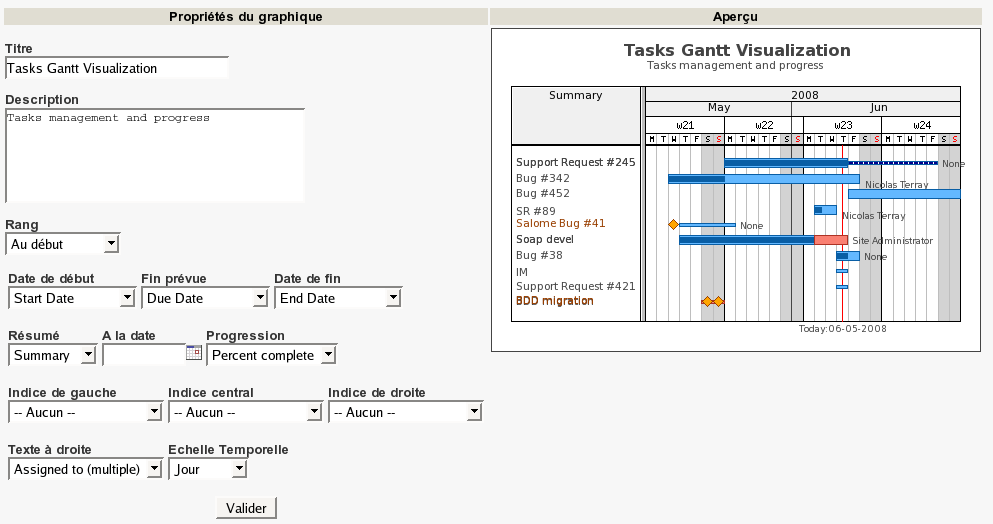 Propriétés du graphique
Titre
Tasks Gantt Visualization
Description
Tasks management and progress
Rang
Au début
Date de début Fin prévue Date de fin
Start Date Due Date End Date
Résumé A la date Progression
Summary Percent complete
Indice de gauche Indice central Indice de droite
-- Aucun -- -- Aucun -- -- Aucun --
Texte à droite Echelle Temporelle
Assigned to (multiple) Jour
Valider
Aperçu
Tasks Gantt Visualization
Tasks management and progress
Summary 2008
May Jun
w21 w22 w23 w24
M T W T F S S M T W T F S S M T W T F S S M T W T F S S
Support Request #245 None
Bug #342 Nicolas Terray
Bug #452
SR #89 Nicolas Terray
Salome Bug #41 None
Soap devel Site Administrator
Bug #38 None
IM
Support Request #421
BDD migration
Today:06-05-2008